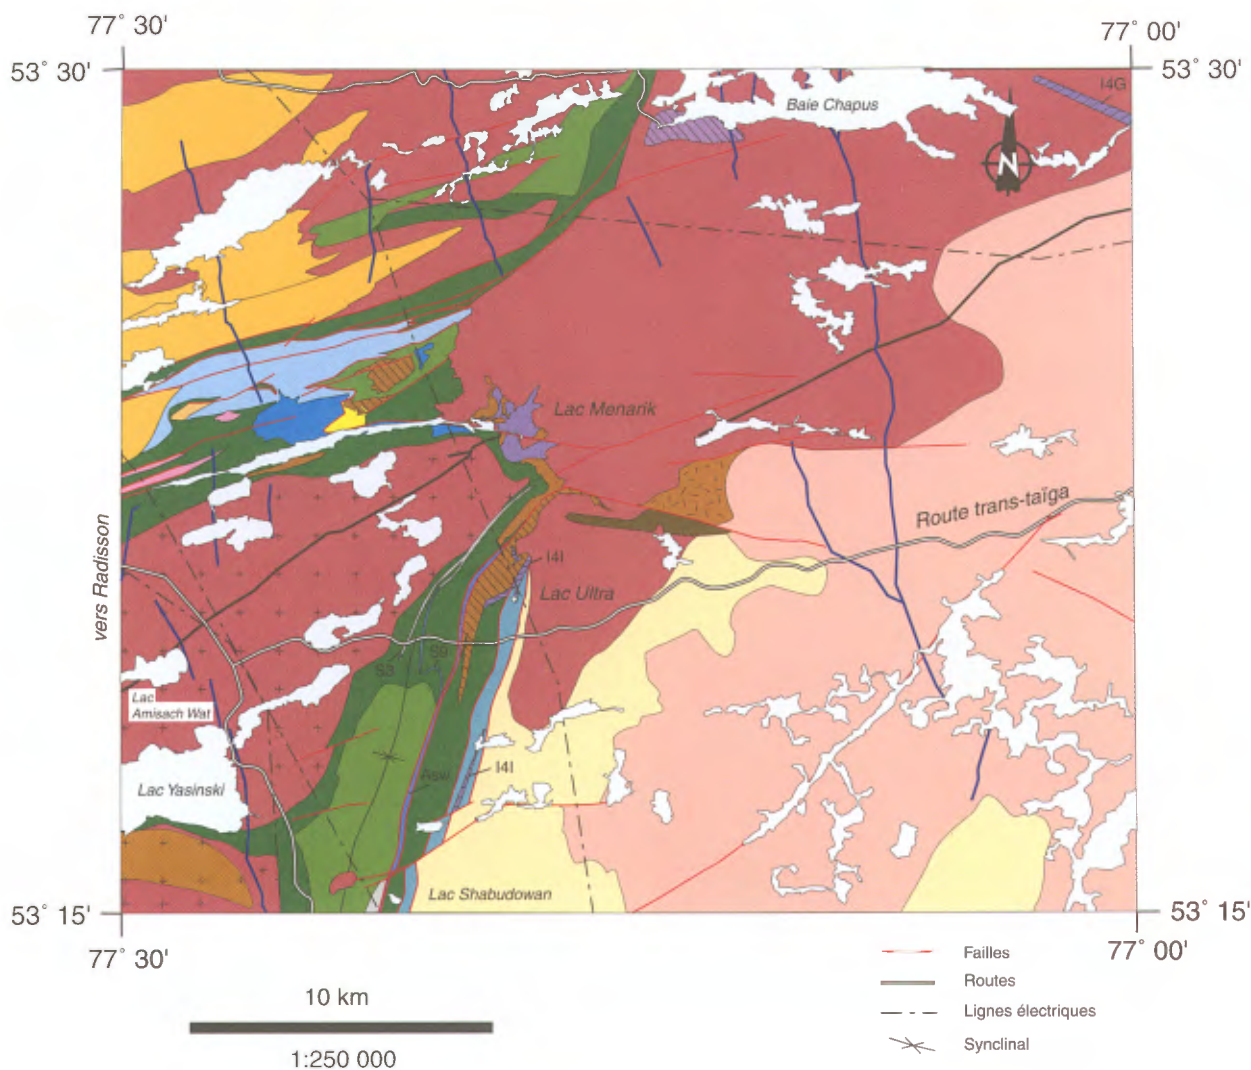 77° 30'
77° 00'
53° 30'
53° 30'
I4G
Baie Chapus
N
Lac Menarik
Route trans-taïga
I4I
Lac Ultra
vers Radisson
S3
S9
Lac
Amisach Wat
Lac Yasinski
I4I
Lac Shabudowan
53° 15'
53° 15'
77° 30'
77° 00'
10 km
1:250 000
Failles
Routes
Lignes électriques
Synclinal